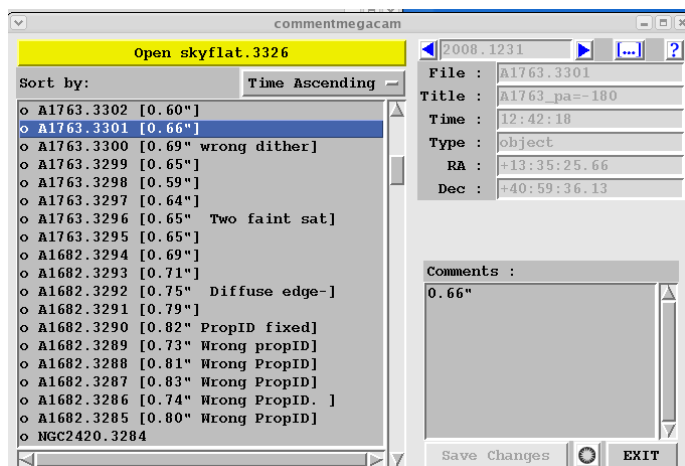 commentmegacam
Open skyflat.3326
Sort by: Time Ascending
o A1763.3302 [0.60"]
o A1763.3301 [0.66"]
o A1763.3300 [0.69" wrong dither]
o A1763.3299 [0.65"]
o A1763.3298 [0.59"]
o A1763.3297 [0.64"]
o A1763.3296 [0.65"  Two faint sat]
o A1763.3295 [0.65"]
o A1682.3294 [0.69"]
o A1682.3293 [0.71"]
o A1682.3292 [0.75"  Diffuse edge-]
o A1682.3291 [0.79"]
o A1682.3290 [0.82" PropID fixed]
o A1682.3289 [0.73" Wrong propID]
o A1682.3288 [0.81" Wrong PropID]
o A1682.3287 [0.83" Wrong PropID]
o A1682.3286 [0.74" Wrong PropID. ]
o A1682.3285 [0.80" Wrong PropID]
o NGC2420.3284
2008.1231 [...] ?
File : A1763.3301
Title : A1763_pa=-180
Time : 12:42:18
Type : object
RA : +13:35:25.66
Dec : +40:59:36.13
Comments :
0.66"
Save Changes EXIT